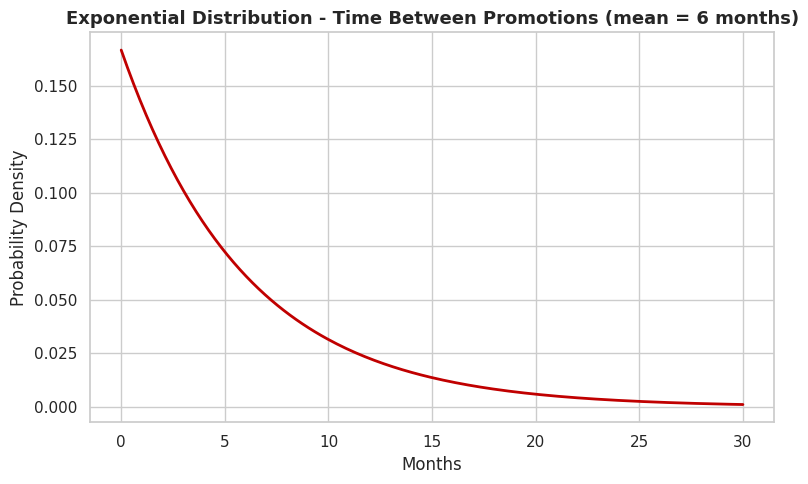 Exponential Distribution - Time Between Promotions (mean = 6 months)
Probability Density
0.150
0.125
0.100
0.075
0.050
0.025
0.000
0 5 10 15 20 25 30
Months